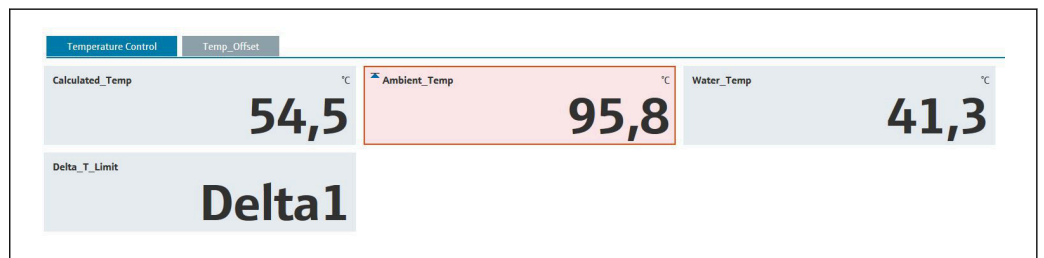 Temperature Control Temp_Offset
Calculated_Temp °C Ambient_Temp °C Water_Temp °C
54,5 95,8 41,3
Delta_T_Limit
Delta1